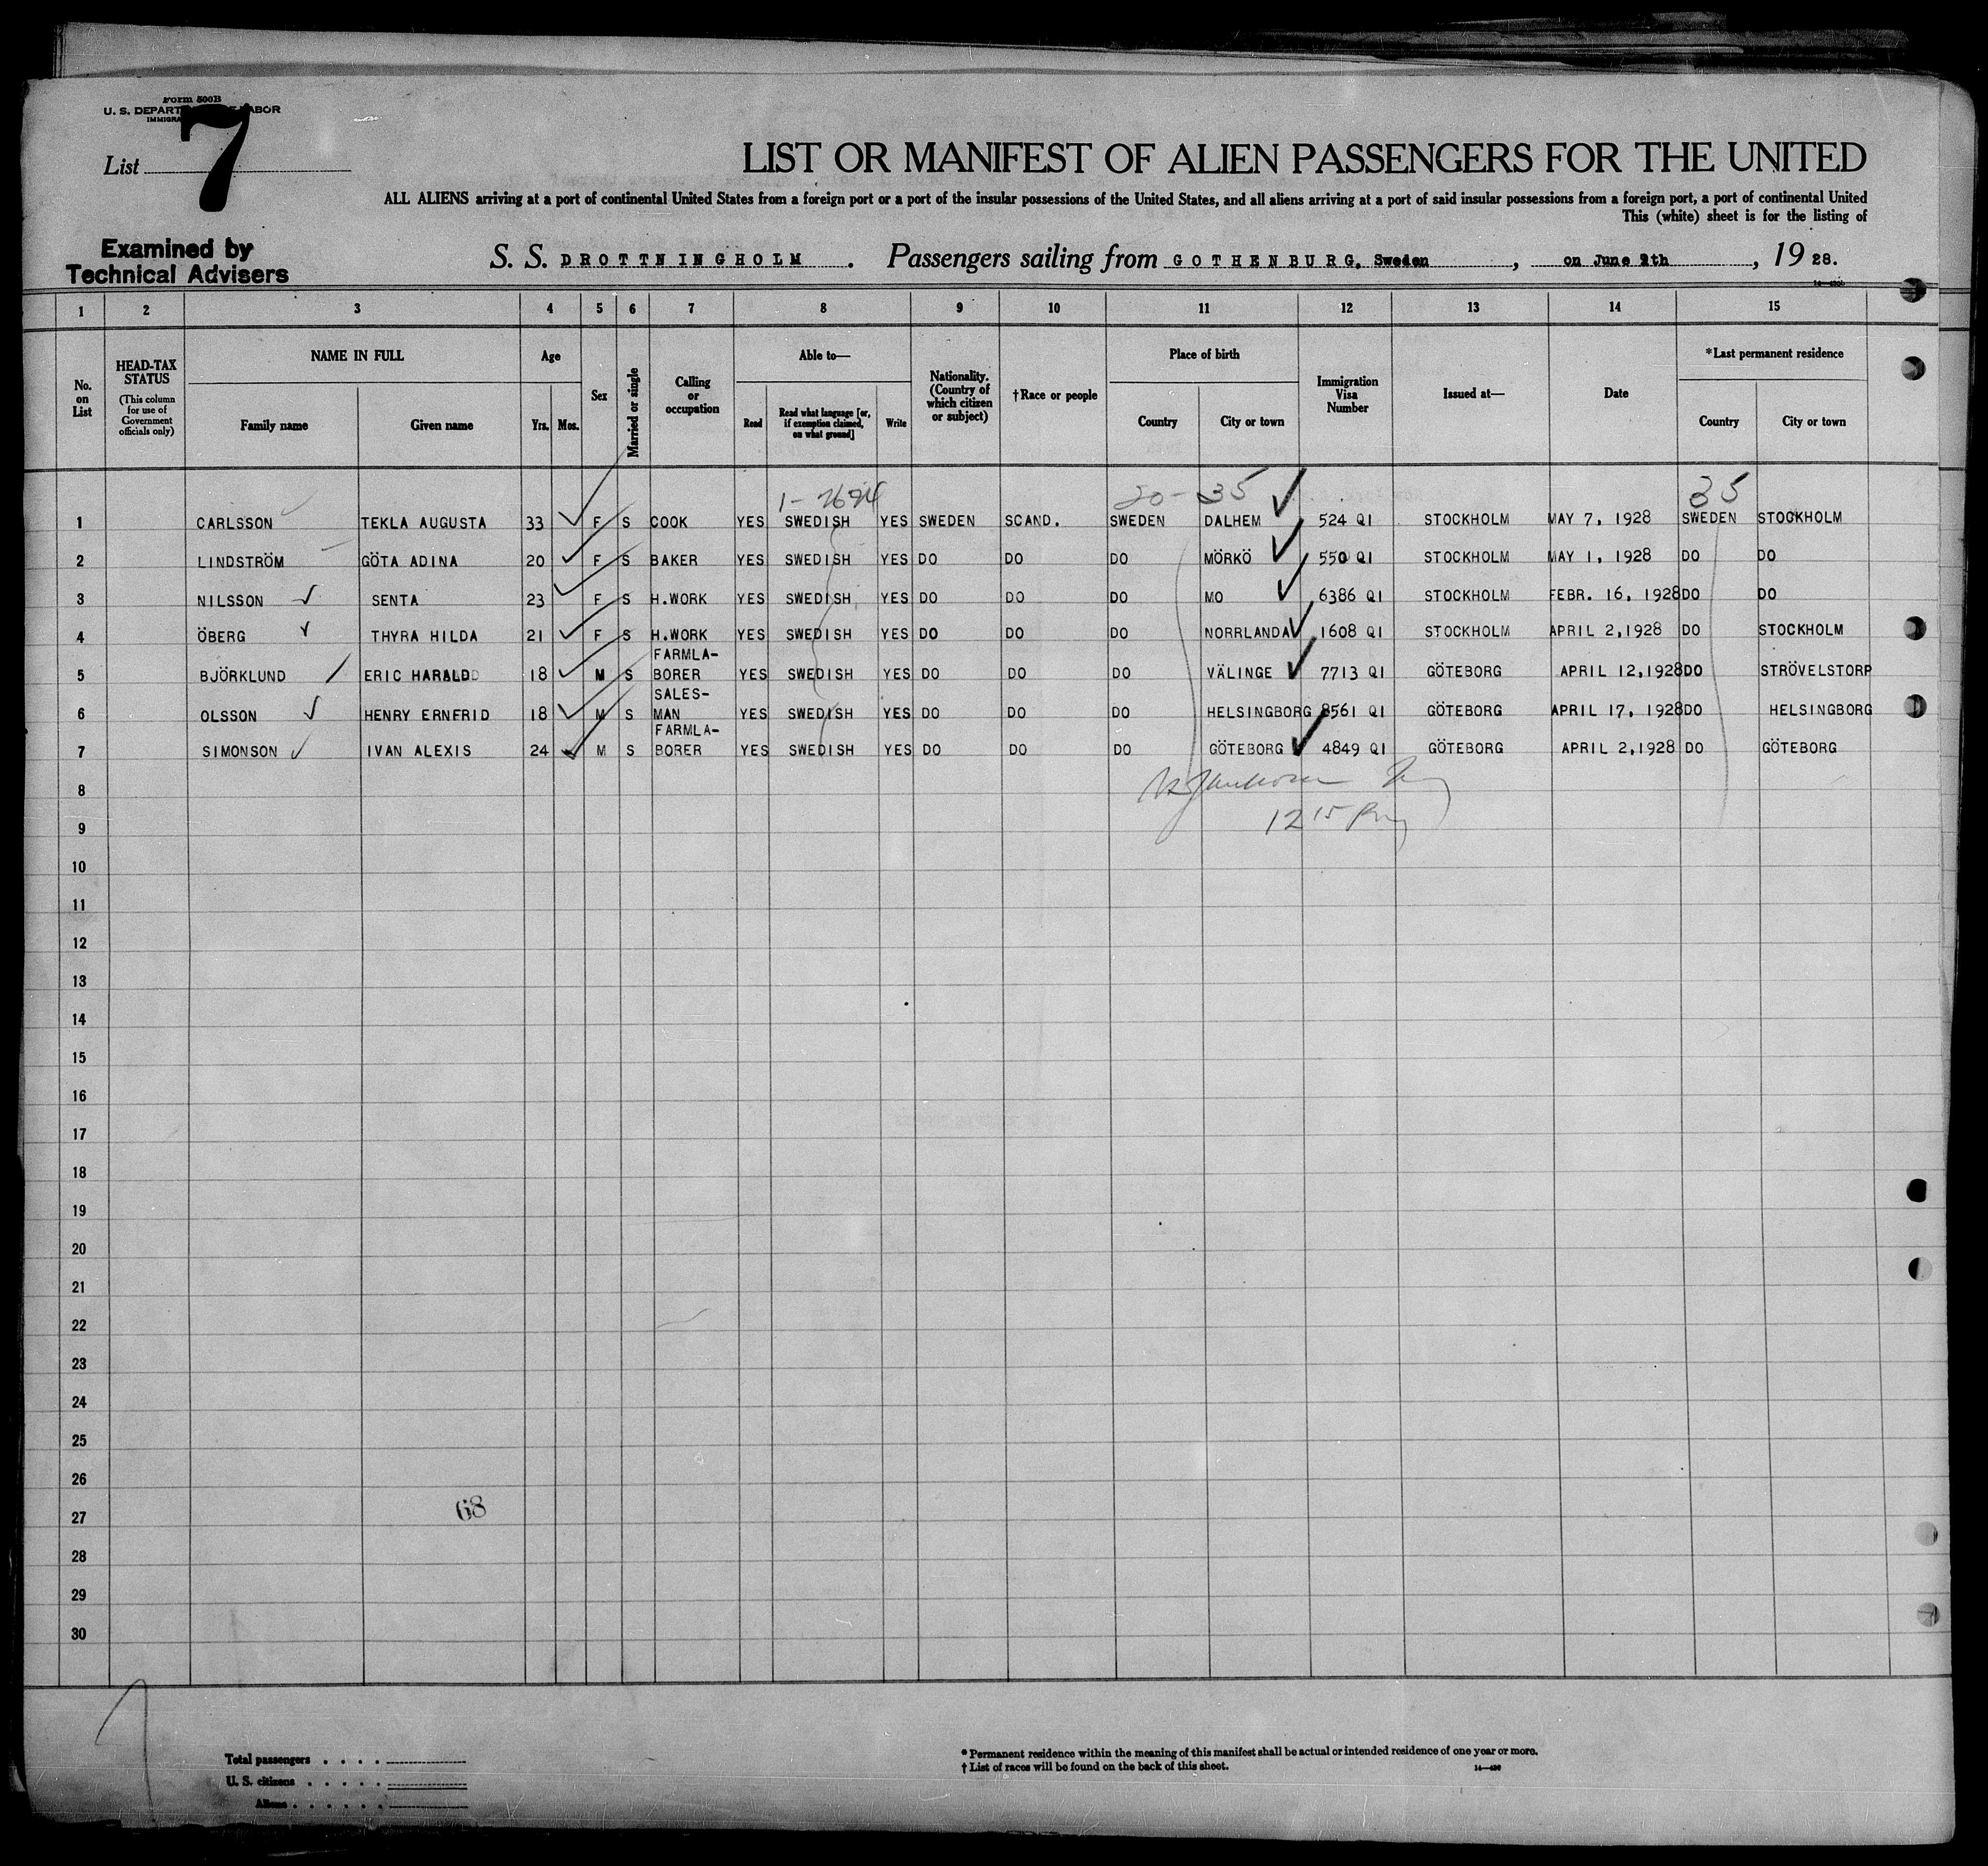 Form 500B
U. S. DEPART LABOR
IMMIGRA
List 7
LIST OR MANIFEST OF ALIEN PASSENGERS FOR THE UNITED
ALL ALIENS arriving at a port of continental United States from a foreign port or a port of the insular possessions of the United States, and all aliens arriving at a port of said insular possessions from a foreign port, a port of continental United
This (white) sheet is for the listing of
Examined by
Technical Advisers
S. S. DROTTNINGHOLM. Passengers sailing from GOTHENBURG, Sweden, on June 9th, 1928.
1 2 3 4 5 6 7 8 9 10 11 12 13 14 15
No. on List
HEAD-TAX STATUS
(This column for use of Government officials only)
NAME IN FULL
Family name Given name
Age
Yrs. Mos.
Sex
Married or single
Calling or occupation
Able to—
Read Read what language [or, if exemption claimed, on what ground] Write
Nationality. (Country of which citizen or subject)
†Race or people
Place of birth
Country City or town
Immigration Visa Number
Issued at—
Date
*Last permanent residence
Country City or town
20- 35 35
1 CARLSSON TEKLA AUGUSTA 33 F S COOK YES SWEDISH YES SWEDEN SCAND. SWEDEN DALHEM 524 QI STOCKHOLM MAY 7, 1928 SWEDEN STOCKHOLM
2 LINDSTRÖM GÖTA ADINA 20 F S BAKER YES SWEDISH YES DO DO DO MÖRKÖ 550 QI STOCKHOLM MAY 1, 1928 DO DO
3 NILSSON SENTA 23 F S H.WORK YES SWEDISH YES DO DO DO MO 6386 QI STOCKHOLM FEBR. 16, 1928 DO DO
4 ÖBERG THYRA HILDA 21 F S H.WORK YES SWEDISH YES DO DO DO NORRLANDA 1608 QI STOCKHOLM APRIL 2,1928 DO STOCKHOLM
5 BJÖRKLUND ERIC HARALD 18 M S FARMLA-BORER YES SWEDISH YES DO DO DO VÄLINGE 7713 QI GÖTEBORG APRIL 12,1928 DO STRÖVELSTORP
6 OLSSON HENRY ERNFRID 18 M S SALES-MAN YES SWEDISH YES DO DO DO HELSINGBORG 8561 QI GÖTEBORG APRIL 17, 1928 DO HELSINGBORG
7 SIMONSON IVAN ALEXIS 24 M S FARMLA-BORER YES SWEDISH YES DO DO DO GÖTEBORG 4849 QI GÖTEBORG APRIL 2,1928 DO GÖTEBORG
8
12 15
9
10
11
12
13
14
15
16
17
18
19
20
21
22
23
24
25
26
27
68
28
29
30
Total passengers
U. S. citizens
Aliens
* Permanent residence within the meaning of this manifest shall be actual or intended residence of one year or more.
† List of races will be found on the back of this sheet.